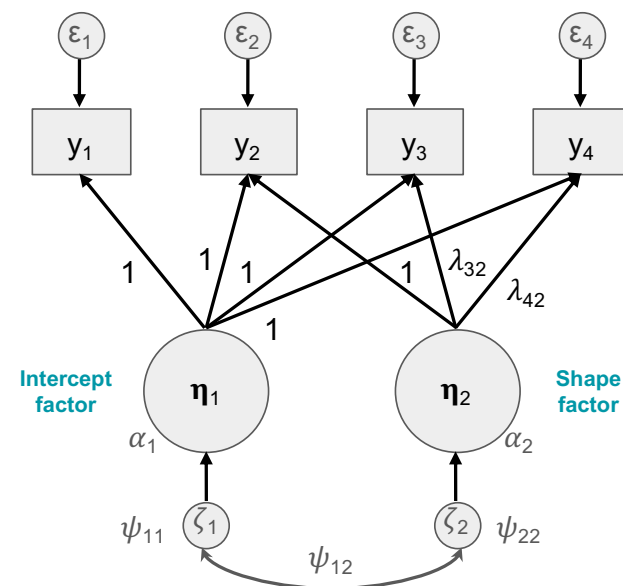 ε₁ ε₂ ε₃ ε₄
y₁ y₂ y₃ y₄
1 1 1 1 1 λ₃₂ λ₄₂
Intercept
factor
η₁
η₂
Shape
factor
α₁ α₂
ψ₁₁ ζ₁ ζ₂ ψ₂₂
ψ₁₂